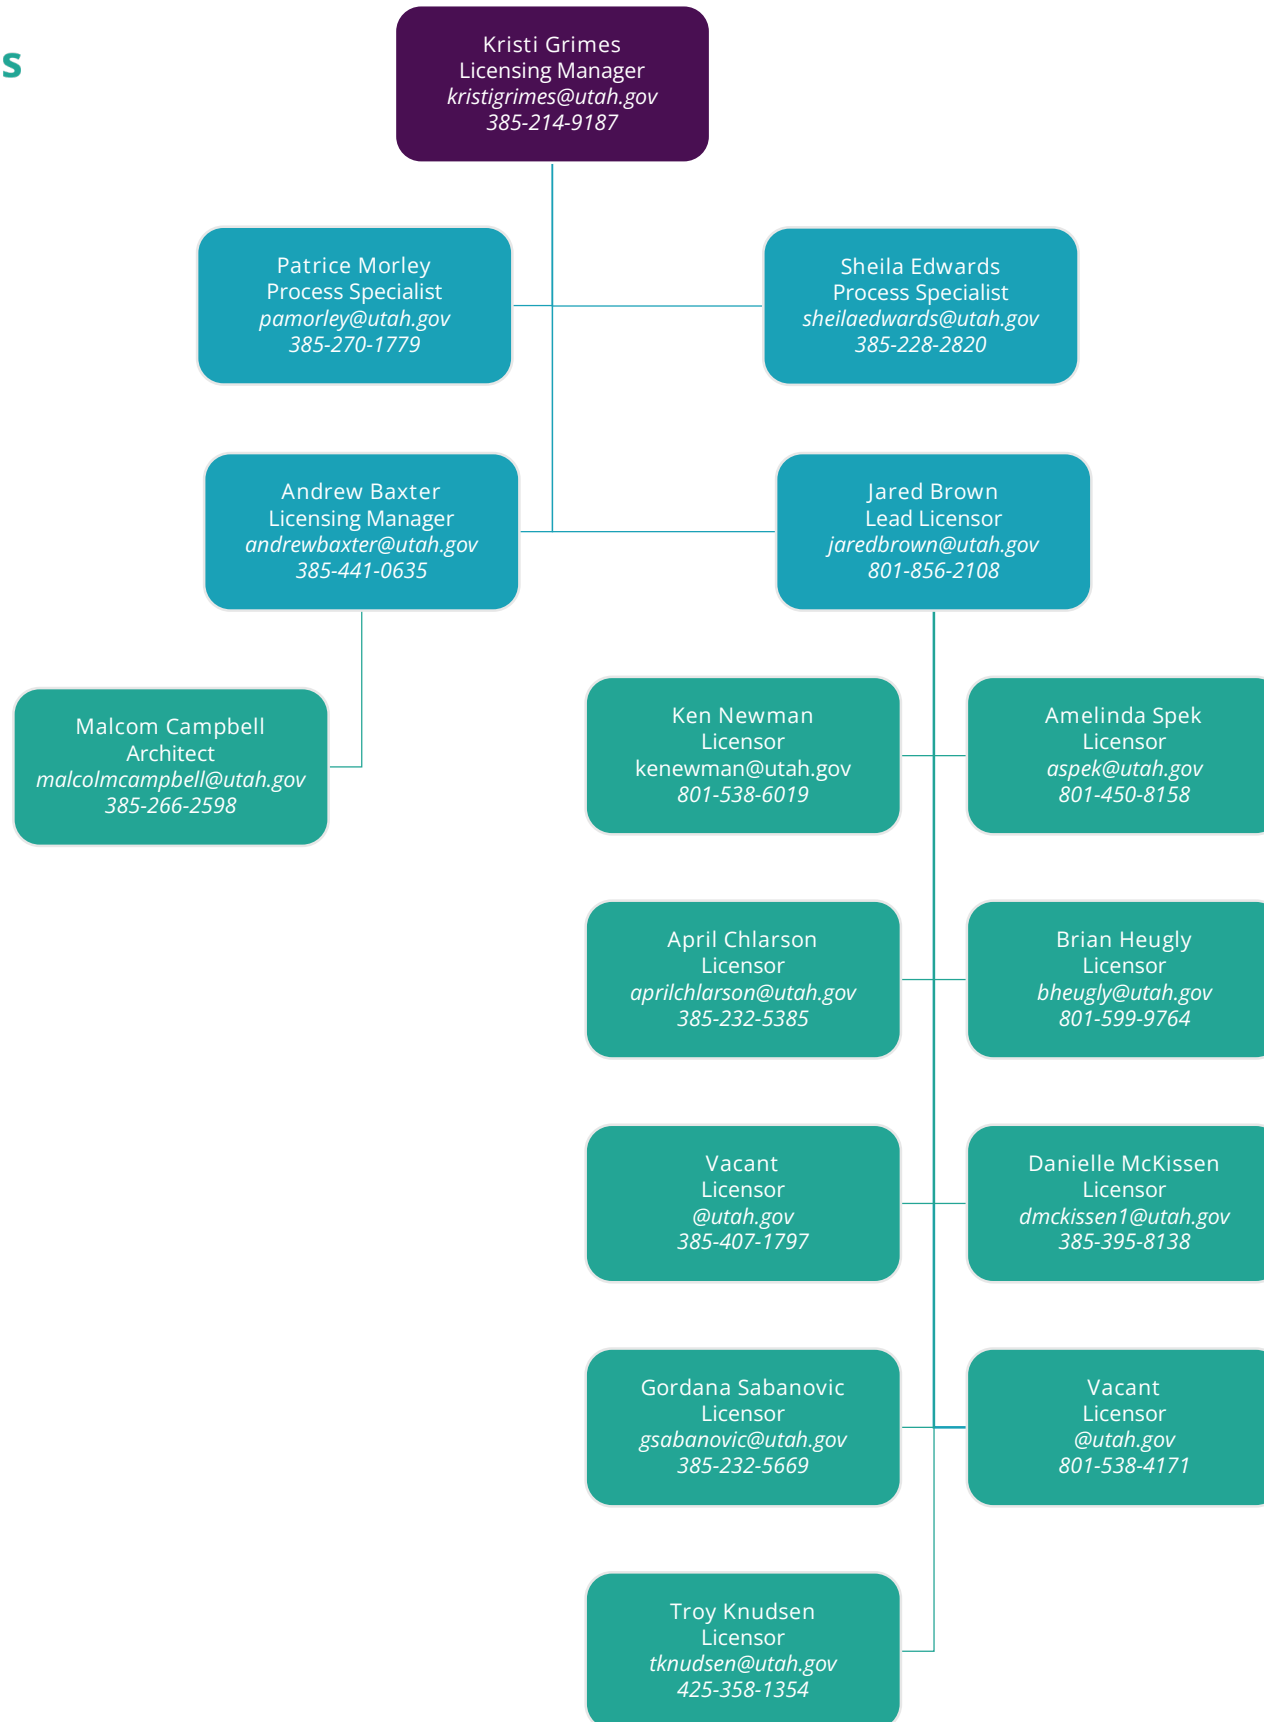 s
Kristi Grimes
Licensing Manager
kristigrimes@utah.gov
385-214-9187
Patrice Morley
Process Specialist
pamorley@utah.gov
385-270-1779
Sheila Edwards
Process Specialist
sheilaedwards@utah.gov
385-228-2820
Andrew Baxter
Licensing Manager
andrewbaxter@utah.gov
385-441-0635
Jared Brown
Lead Licensor
jaredbrown@utah.gov
801-856-2108
Malcom Campbell
Architect
malcolmcampbell@utah.gov
385-266-2598
Ken Newman
Licensor
kenewman@utah.gov
801-538-6019
Amelinda Spek
Licensor
aspek@utah.gov
801-450-8158
April Chlarson
Licensor
aprilchlarson@utah.gov
385-232-5385
Brian Heugly
Licensor
bheugly@utah.gov
801-599-9764
Vacant
Licensor
@utah.gov
385-407-1797
Danielle McKissen
Licensor
dmckissen1@utah.gov
385-395-8138
Gordana Sabanovic
Licensor
gsabanovic@utah.gov
385-232-5669
Vacant
Licensor
@utah.gov
801-538-4171
Troy Knudsen
Licensor
tknudsen@utah.gov
425-358-1354